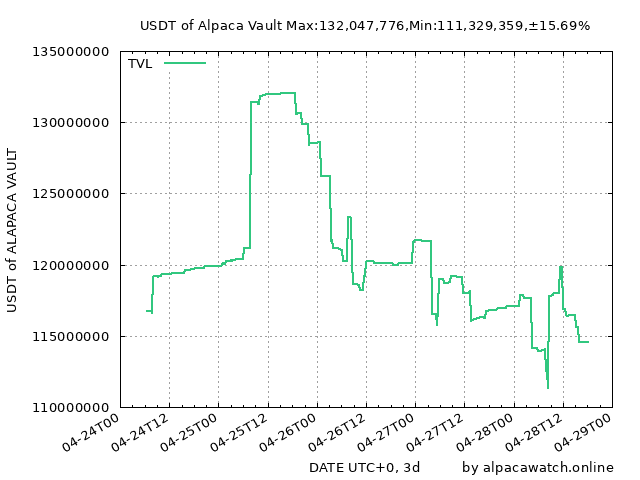 USDT of Alpaca Vault Max:132,047,776,Min:111,329,359,±15.69%
TVL
135000000
130000000
125000000
120000000
115000000
110000000
USDT of ALAPACA VAULT
04-24T00
04-24T12
04-25T00
04-25T12
04-26T00
04-26T12
04-27T00
04-27T12
04-28T00
04-28T12
04-29T00
DATE UTC+0, 3d
by alpacawatch.online